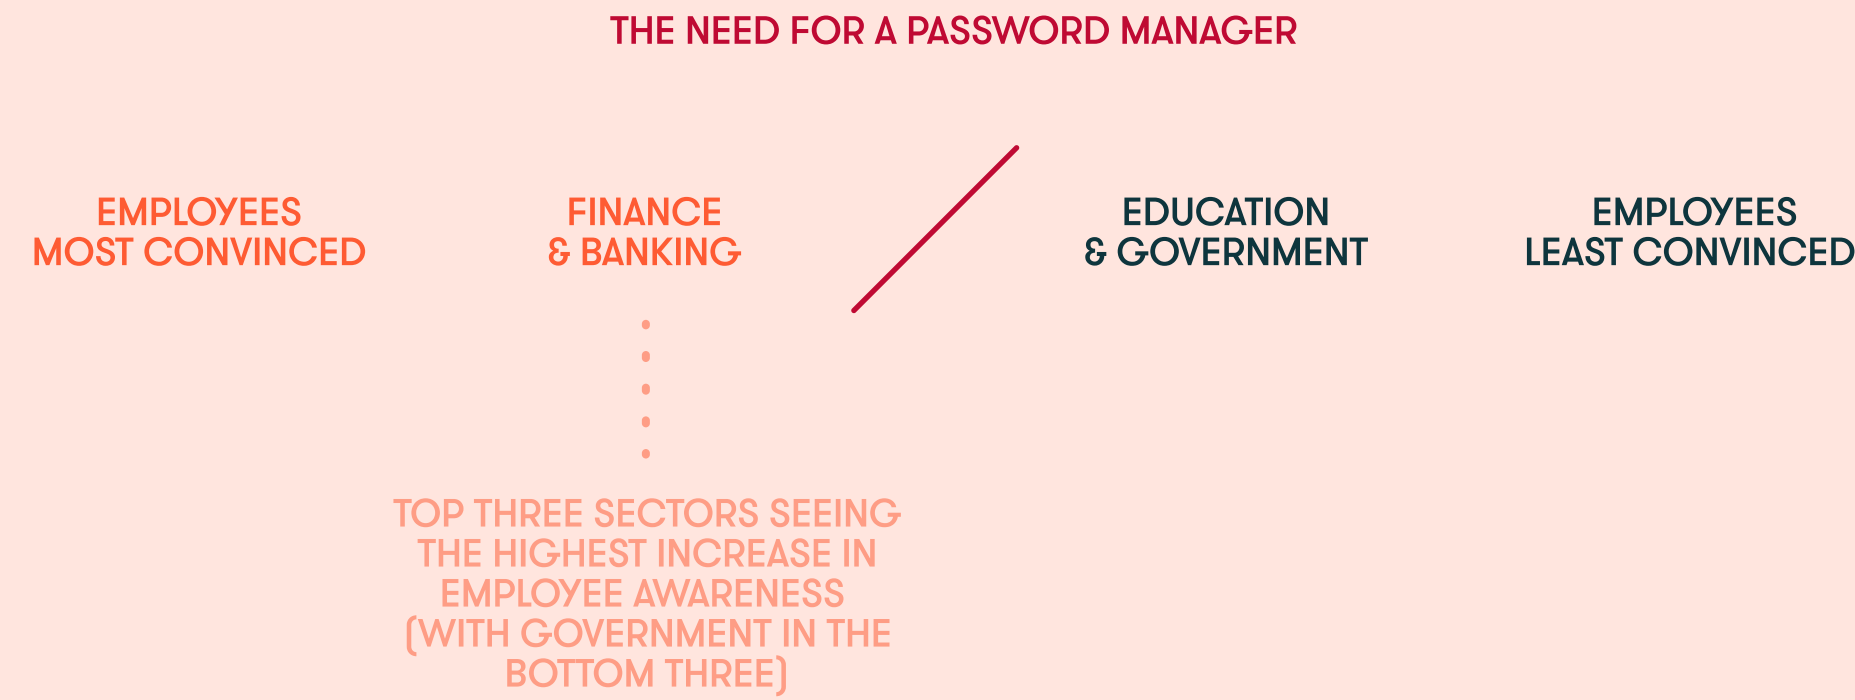 THE NEED FOR A PASSWORD MANAGER
EMPLOYEES
MOST CONVINCED
FINANCE
& BANKING
EDUCATION
& GOVERNMENT
EMPLOYEES
LEAST CONVINCED
TOP THREE SECTORS SEEING
THE HIGHEST INCREASE IN
EMPLOYEE AWARENESS
(WITH GOVERNMENT IN THE
BOTTOM THREE)